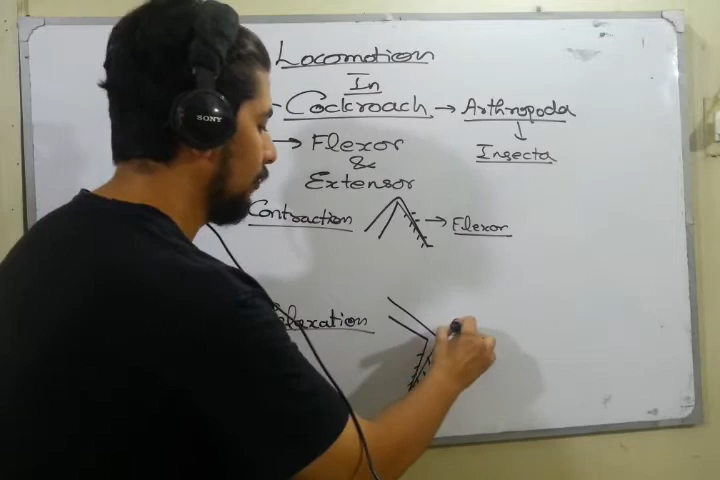 Locomotion
In
Cockroach → Arthropoda
↓
→ Flexor
Insecta
&
Extensor
Contraction
→ Flexor
Relaxation
SONY